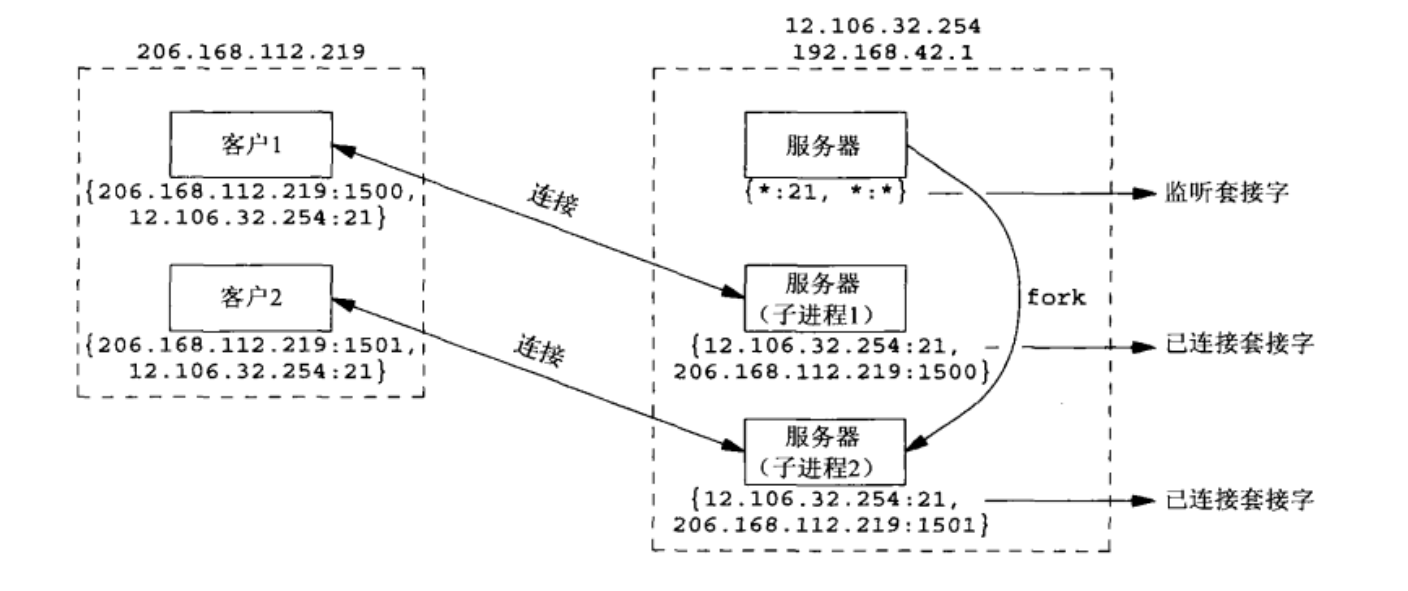 206.168.112.219
客户1
{206.168.112.219:1500,
12.106.32.254:21}
客户2
{206.168.112.219:1501,
12.106.32.254:21}
连接
连接
12.106.32.254
192.168.42.1
服务器
{*:21, *:*}
监听套接字
fork
服务器
(子进程1)
{12.106.32.254:21,
206.168.112.219:1500}
已连接套接字
服务器
(子进程2)
{12.106.32.254:21,
206.168.112.219:1501}
已连接套接字